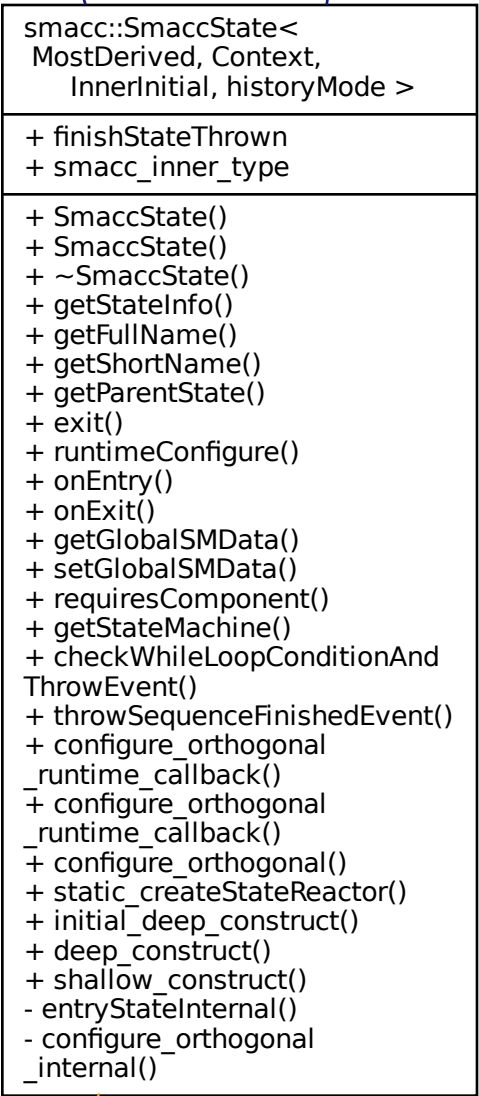 smacc::SmaccState<
MostDerived, Context,
InnerInitial, historyMode >
+ finishStateThrown
+ smacc_inner_type
+ SmaccState()
+ SmaccState()
+ ~SmaccState()
+ getStateInfo()
+ getFullName()
+ getShortName()
+ getParentState()
+ exit()
+ runtimeConfigure()
+ onEntry()
+ onExit()
+ getGlobalSMData()
+ setGlobalSMData()
+ requiresComponent()
+ getStateMachine()
+ checkWhileLoopConditionAnd
ThrowEvent()
+ throwSequenceFinishedEvent()
+ configure_orthogonal
_runtime_callback()
+ configure_orthogonal
_runtime_callback()
+ configure_orthogonal()
+ static_createStateReactor()
+ initial_deep_construct()
+ deep_construct()
+ shallow_construct()
- entryStateInternal()
- configure_orthogonal
_internal()